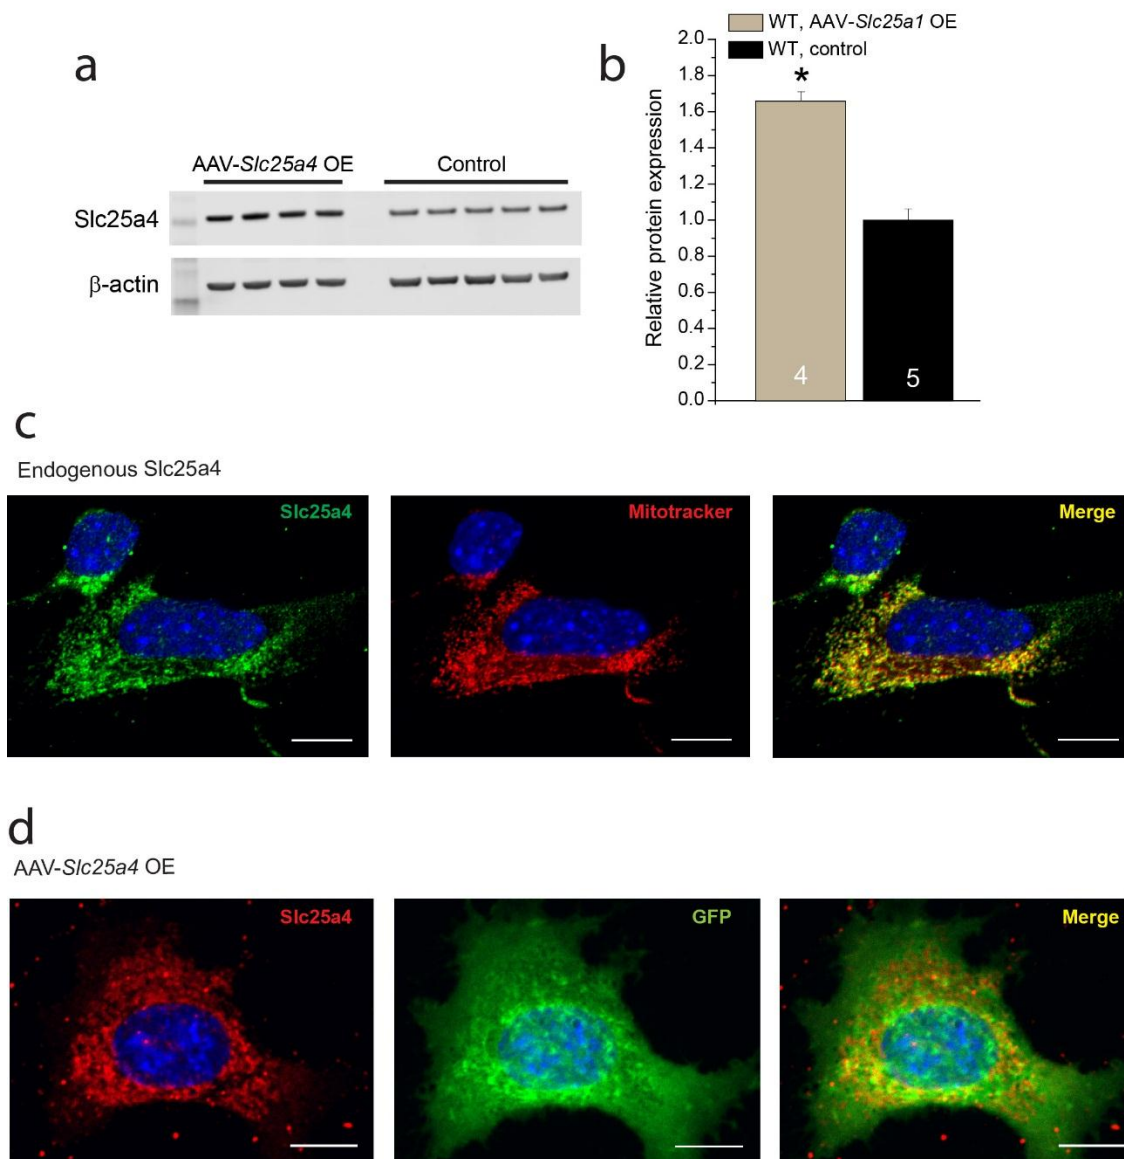 a
AAV-Slc25a4 OE
Control
Slc25a4
β-actin
b
WT, AAV-Slc25a1 OE
WT, control
Relative protein expression
2.0
1.8
1.6
1.4
1.2
1.0
0.8
0.6
0.4
0.2
0.0
*
4
5
c
Endogenous Slc25a4
Slc25a4
Mitotracker
Merge
d
AAV-Slc25a4 OE
Slc25a4
GFP
Merge